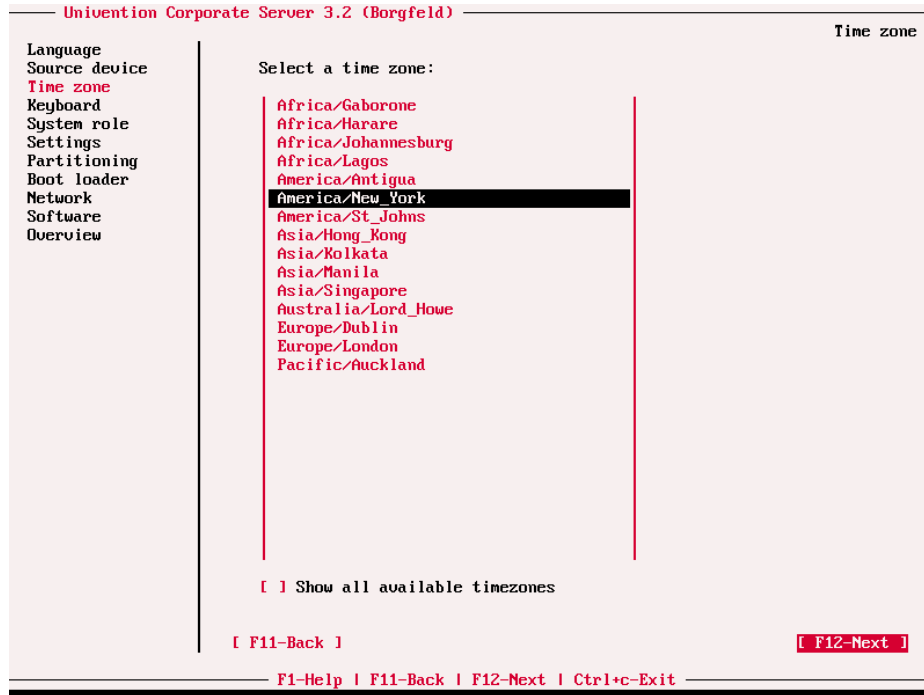 Univention Corporate Server 3.2 (Borgfeld)
Time zone
Language
Source device
Time zone
Keyboard
System role
Settings
Partitioning
Boot loader
Network
Software
Overview
Select a time zone:
Africa/Gaborone
Africa/Harare
Africa/Johannesburg
Africa/Lagos
America/Antigua
America/New_York
America/St_Johns
Asia/Hong_Kong
Asia/Kolkata
Asia/Manila
Asia/Singapore
Australia/Lord_Howe
Europe/Dublin
Europe/London
Pacific/Auckland
[ ] Show all available timezones
[ F11-Back ]
[ F12-Next ]
F1-Help | F11-Back | F12-Next | Ctrl+c-Exit